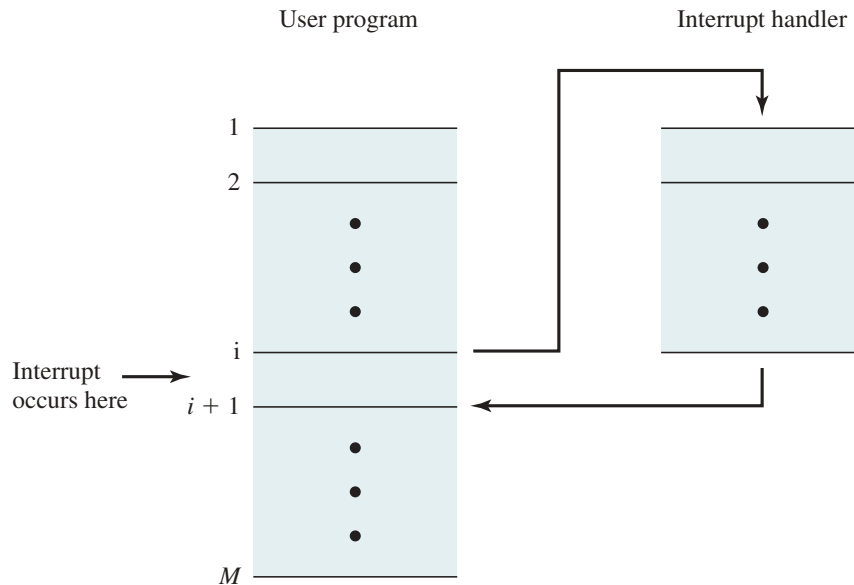 User program
Interrupt handler
1
2
i
Interrupt
occurs here
i + 1
M